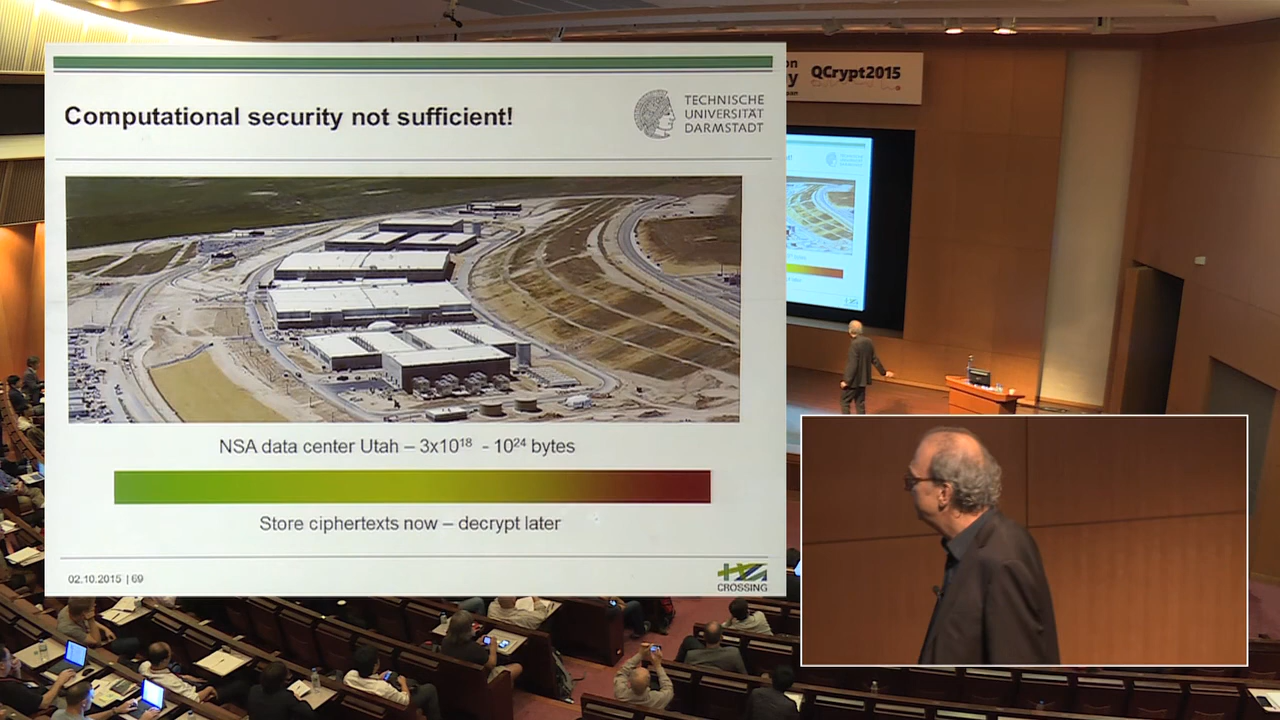 Computational security not sufficient!
TECHNISCHE
UNIVERSITÄT
DARMSTADT
NSA data center Utah – 3x10¹⁸ - 10²⁴ bytes
Store ciphertexts now – decrypt later
02.10.2015 | 69
CROSSING
QCrypt2015